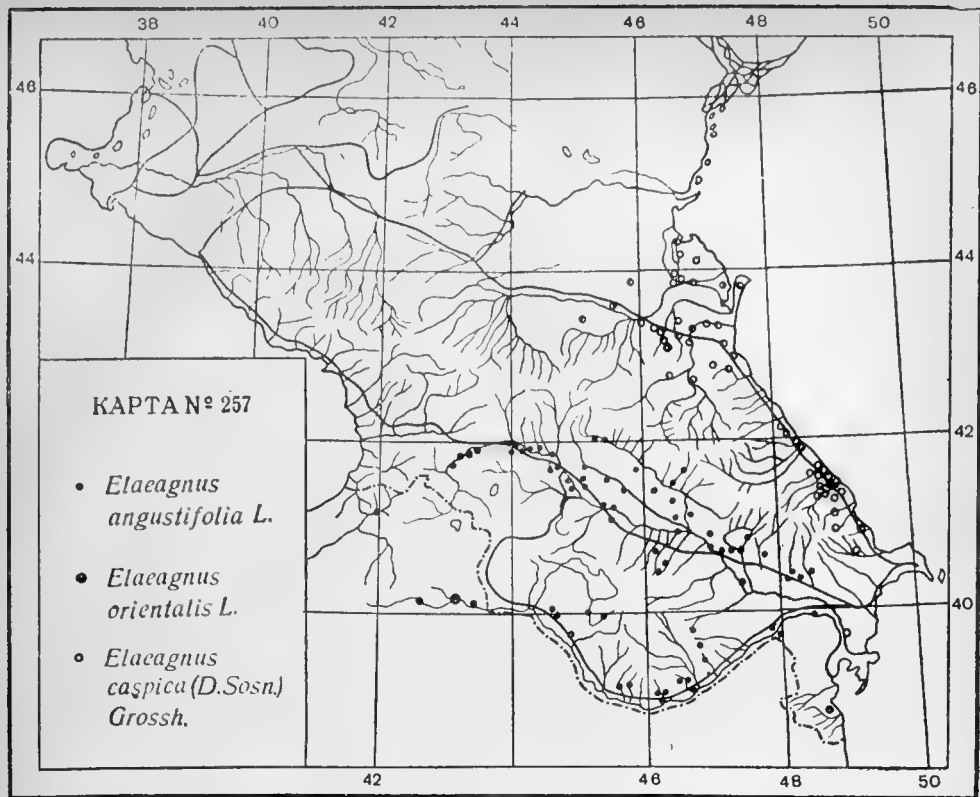 38 40 42 44 46 48 50
46 46
44 44
42 42
40 40
КАРТА № 257
Elaeagnus
angustifolia L.
Elaeagnus
orientalis L.
Elaeagnus
caspica (D.Sosn.)
Grossh.
42 44 46 48 50